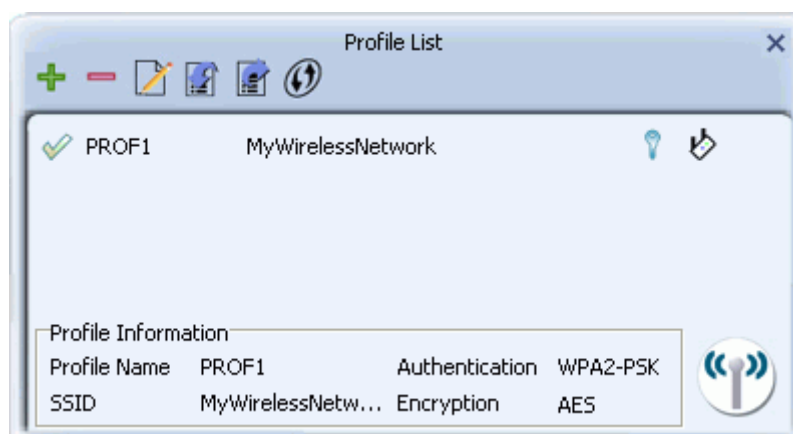 Profile List
PROF1 MyWirelessNetwork
Profile Information
Profile Name PROF1 Authentication WPA2-PSK
SSID MyWirelessNetw... Encryption AES